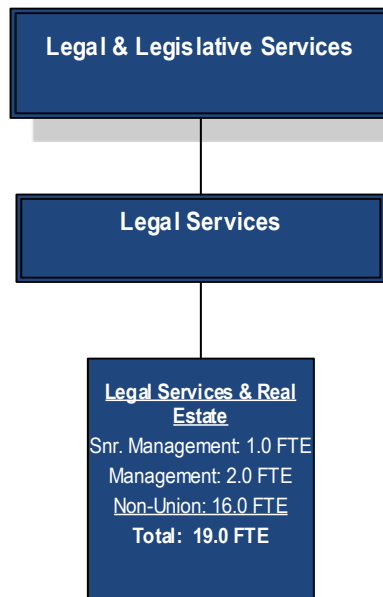 Legal & Legislative Services
Legal Services
Legal Services & Real
Estate
Snr. Management: 1.0 FTE
Management: 2.0 FTE
Non-Union: 16.0 FTE
Total: 19.0 FTE